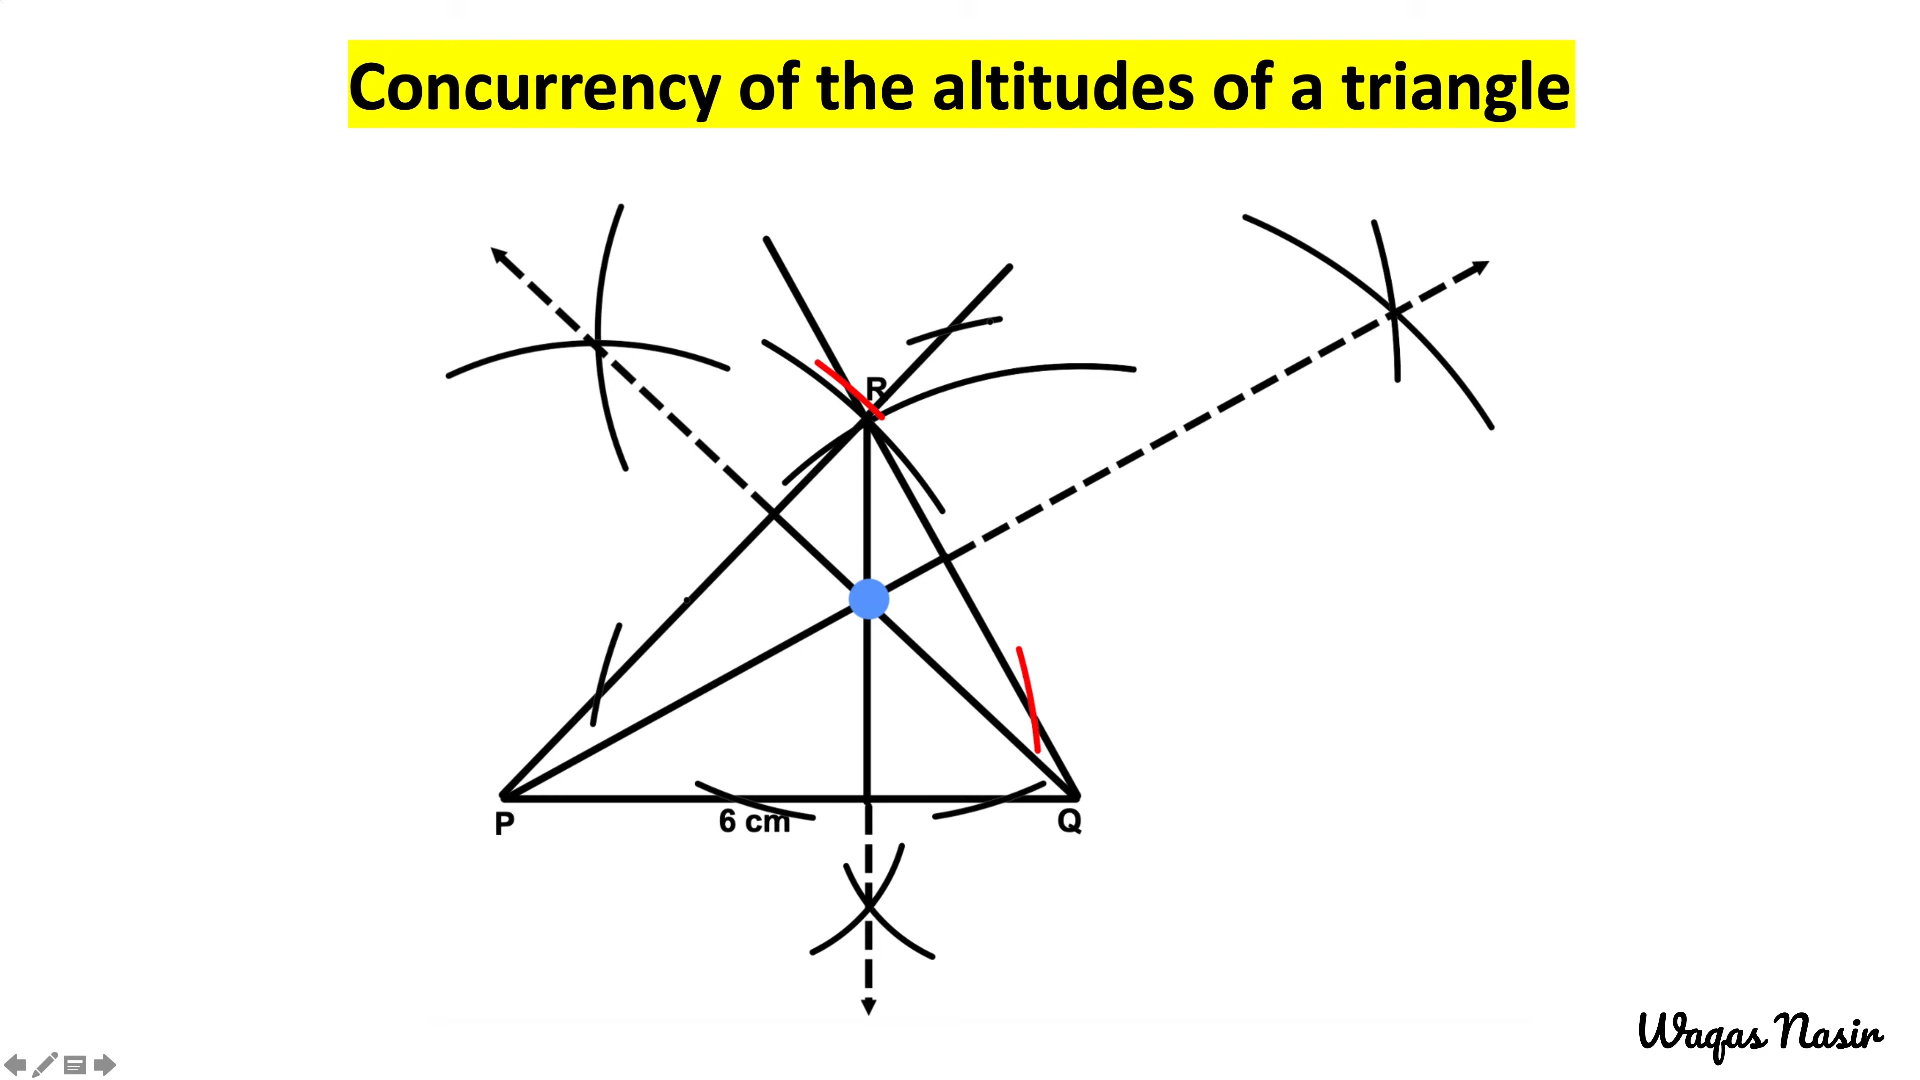 Concurrency of the altitudes of a triangle
R
P
6 cm
Q
Waqas Nasir